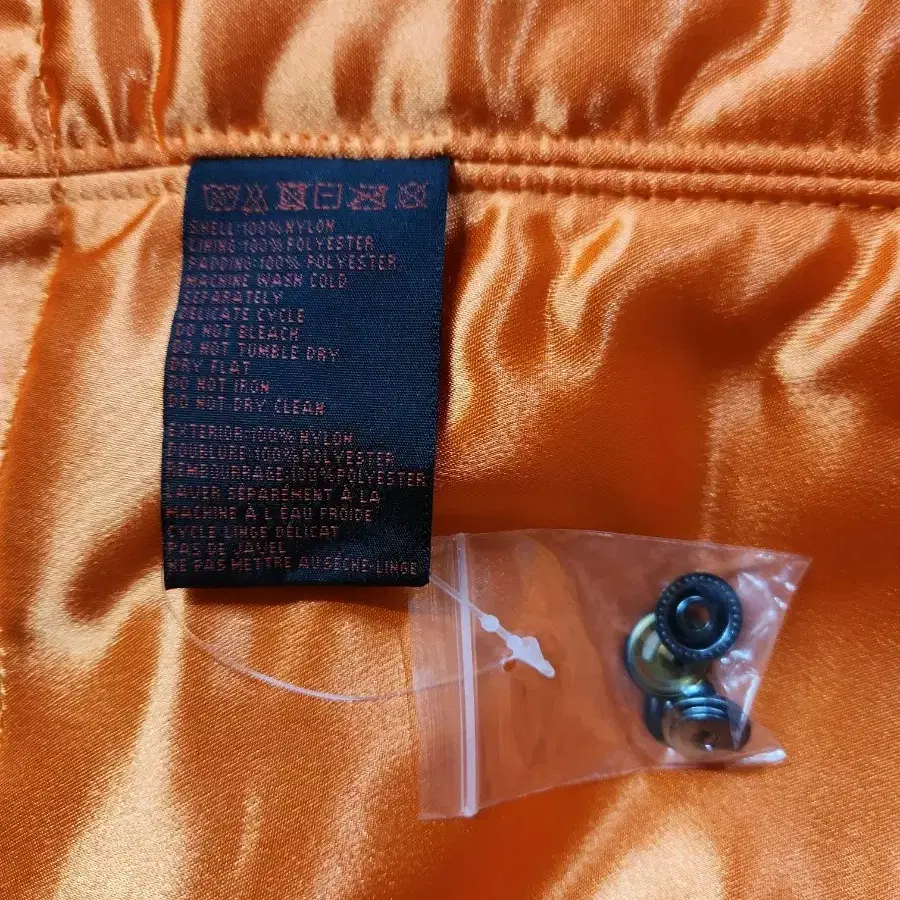 SHELL:100% NYLON
LINING:100% POLYESTER
PADDING:100% POLYESTER
MACHINE WASH COLD
SEPARATELY
DELICATE CYCLE
DO NOT BLEACH
DO NOT TUMBLE DRY
DRY FLAT
DO NOT IRON
DO NOT DRY CLEAN
EXTERIOR:100% NYLON
DOUBLURE:100% POLYESTER
REMBOURRAGE:100% POLYESTER
LAVER SÉPARÉMENT À LA
MACHINE À L'EAU FROIDE
CYCLE LINGE DÉLICAT
PAS DE JAVEL
NE PAS METTRE AU SÈCHE-LINGE